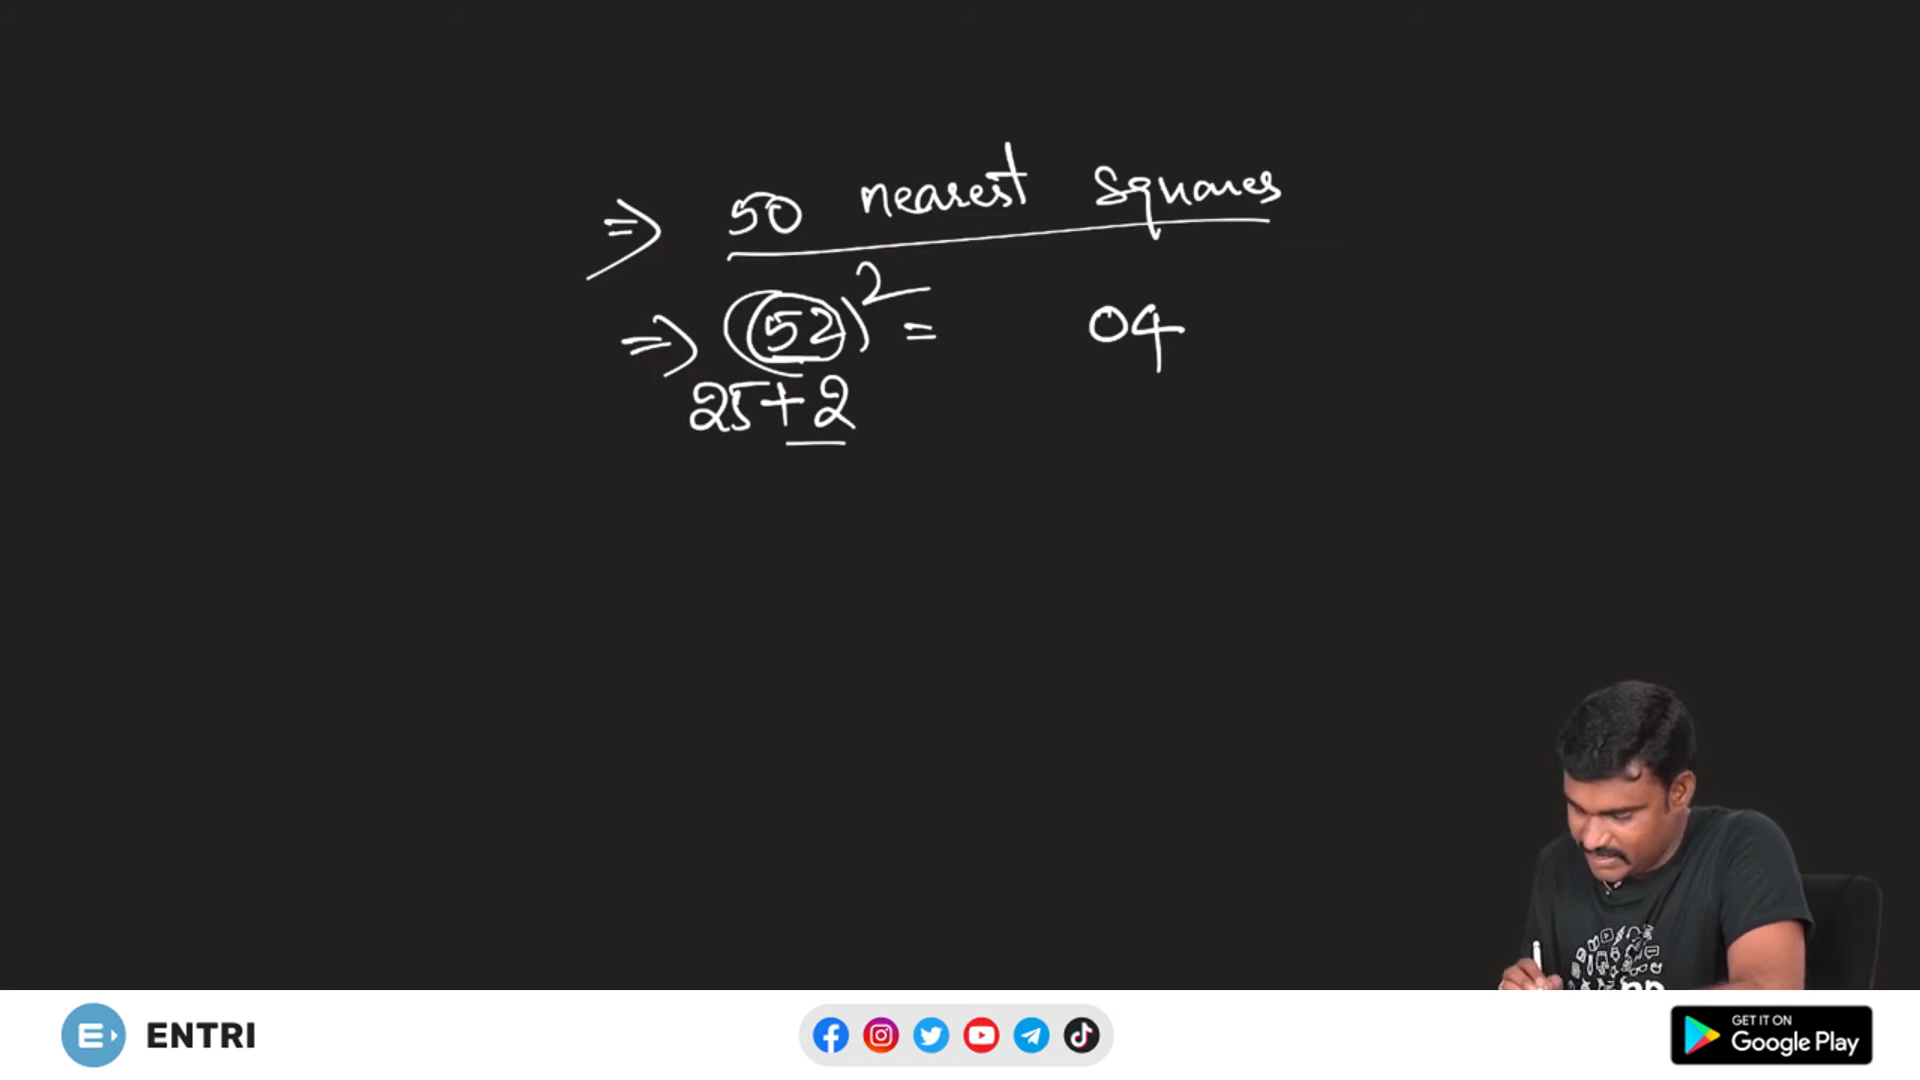 ⇒ 50 nearest squares
⇒ (52)² = 04
25+2
ENTRI
GET IT ON
Google Play